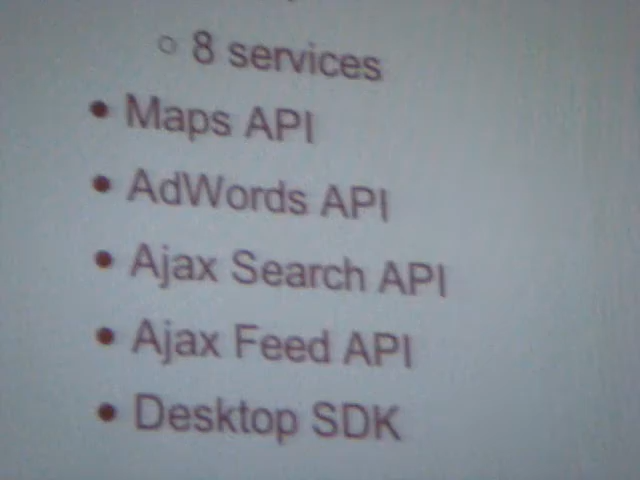 8 services
Maps API
AdWords API
Ajax Search API
Ajax Feed API
Desktop SDK